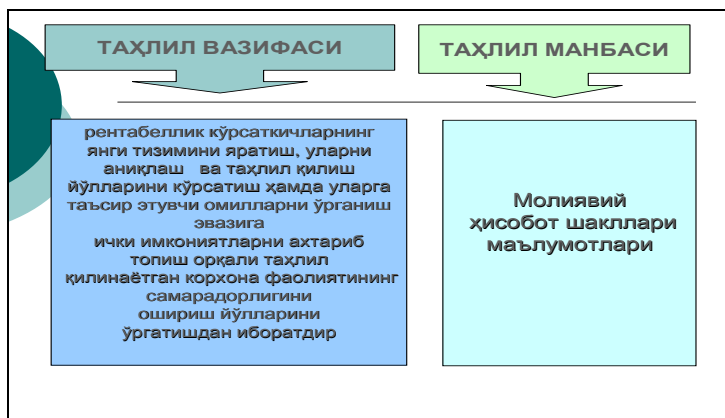 ТАҲЛИЛ ВАЗИФАСИ
ТАҲЛИЛ МАНБАСИ
рентабеллик кўрсаткичларнинг
янги тизимини яратиш, уларни
аниқлаш ва таҳлил қилиш
йўлларини кўрсатиш ҳамда уларга
таъсир этувчи омилларни ўрганиш
эвазига
ички имкониятларни ахтариб
топиш орқали таҳлил
қилинаётган корхона фаолиятининг
самарадорлигини
ошириш йўлларини
ўргатишдан иборатдир
Молиявий
ҳисобот шакллари
маълумотлари